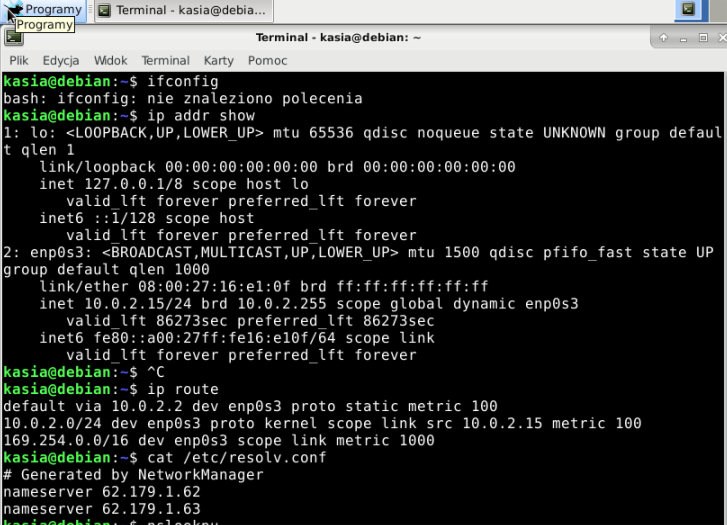 Programy
Terminal - kasia@debia...
Programy
Terminal - kasia@debian: ~
Plik Edycja Widok Terminal Karty Pomoc
kasia@debian:~$ ifconfig
bash: ifconfig: nie znaleziono polecenia
kasia@debian:~$ ip addr show
1: lo: <LOOPBACK,UP,LOWER_UP> mtu 65536 qdisc noqueue state UNKNOWN group defaul
t qlen 1
    link/loopback 00:00:00:00:00:00 brd 00:00:00:00:00:00
    inet 127.0.0.1/8 scope host lo
       valid_lft forever preferred_lft forever
    inet6 ::1/128 scope host
       valid_lft forever preferred_lft forever
2: enp0s3: <BROADCAST,MULTICAST,UP,LOWER_UP> mtu 1500 qdisc pfifo_fast state UP
group default qlen 1000
    link/ether 08:00:27:16:e1:0f brd ff:ff:ff:ff:ff:ff
    inet 10.0.2.15/24 brd 10.0.2.255 scope global dynamic enp0s3
       valid_lft 86273sec preferred_lft 86273sec
    inet6 fe80::a00:27ff:fe16:e10f/64 scope link
       valid_lft forever preferred_lft forever
kasia@debian:~$ ^C
kasia@debian:~$ ip route
default via 10.0.2.2 dev enp0s3 proto static metric 100
10.0.2.0/24 dev enp0s3 proto kernel scope link src 10.0.2.15 metric 100
169.254.0.0/16 dev enp0s3 scope link metric 1000
kasia@debian:~$ cat /etc/resolv.conf
# Generated by NetworkManager
nameserver 62.179.1.62
nameserver 62.179.1.63
kasia@debian:~$ nslookup